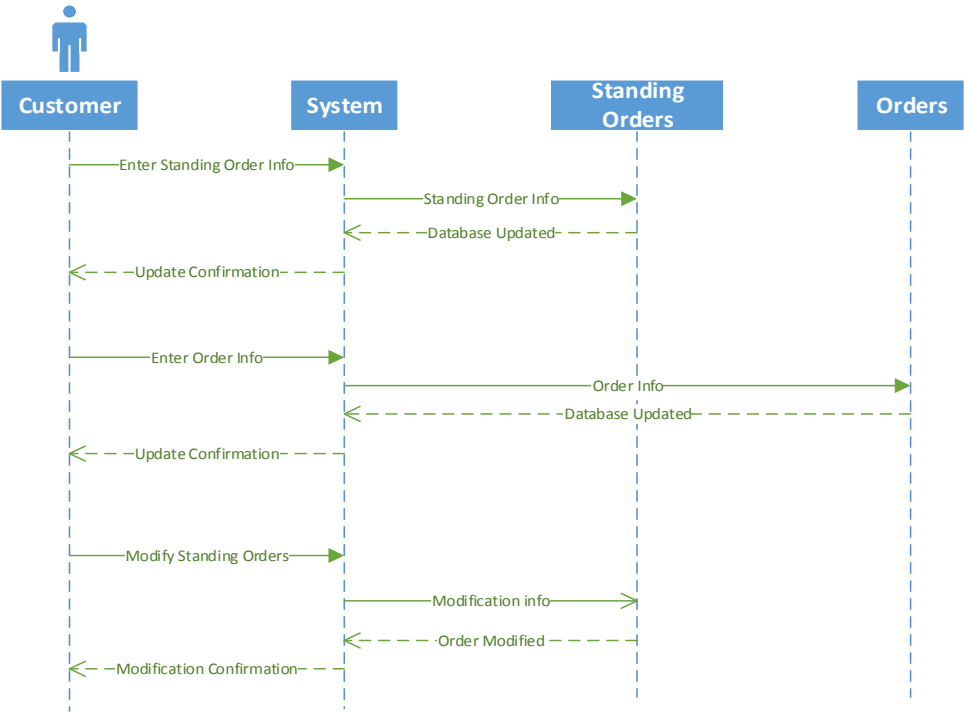 Customer
System
Standing
Orders
Orders
Enter Standing Order Info
Standing Order Info
Database Updated
Update Confirmation
Enter Order Info
Order Info
Database Updated
Update Confirmation
Modify Standing Orders
Modification info
Order Modified
Modification Confirmation